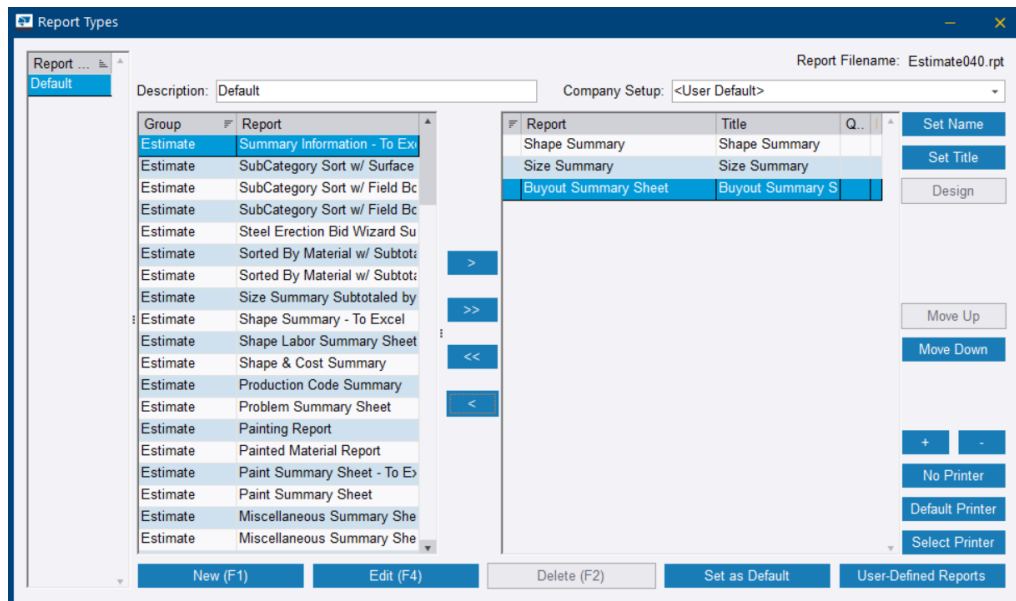 Report Types
Report Filename: Estimate040.rpt
Report ...
Default
Description: Default
Company Setup: <User Default>
Group Report
Estimate Summary Information - To Ex
Estimate SubCategory Sort w/ Surface
Estimate SubCategory Sort w/ Field Bo
Estimate SubCategory Sort w/ Field Bo
Estimate Steel Erection Bid Wizard Su
Estimate Sorted By Material w/ Subtota
Estimate Sorted By Material w/ Subtota
Estimate Size Summary Subtotaled by
Estimate Shape Summary - To Excel
Estimate Shape Labor Summary Sheet
Estimate Shape & Cost Summary
Estimate Production Code Summary
Estimate Problem Summary Sheet
Estimate Painting Report
Estimate Painted Material Report
Estimate Paint Summary Sheet - To Ex
Estimate Paint Summary Sheet
Estimate Miscellaneous Summary She
Estimate Miscellaneous Summary She
>
>>
<<
<
Report Title Q..
Shape Summary Shape Summary
Size Summary Size Summary
Buyout Summary Sheet Buyout Summary S
Set Name
Set Title
Design
Move Up
Move Down
+ -
No Printer
Default Printer
Select Printer
New (F1) Edit (F4) Delete (F2) Set as Default User-Defined Reports